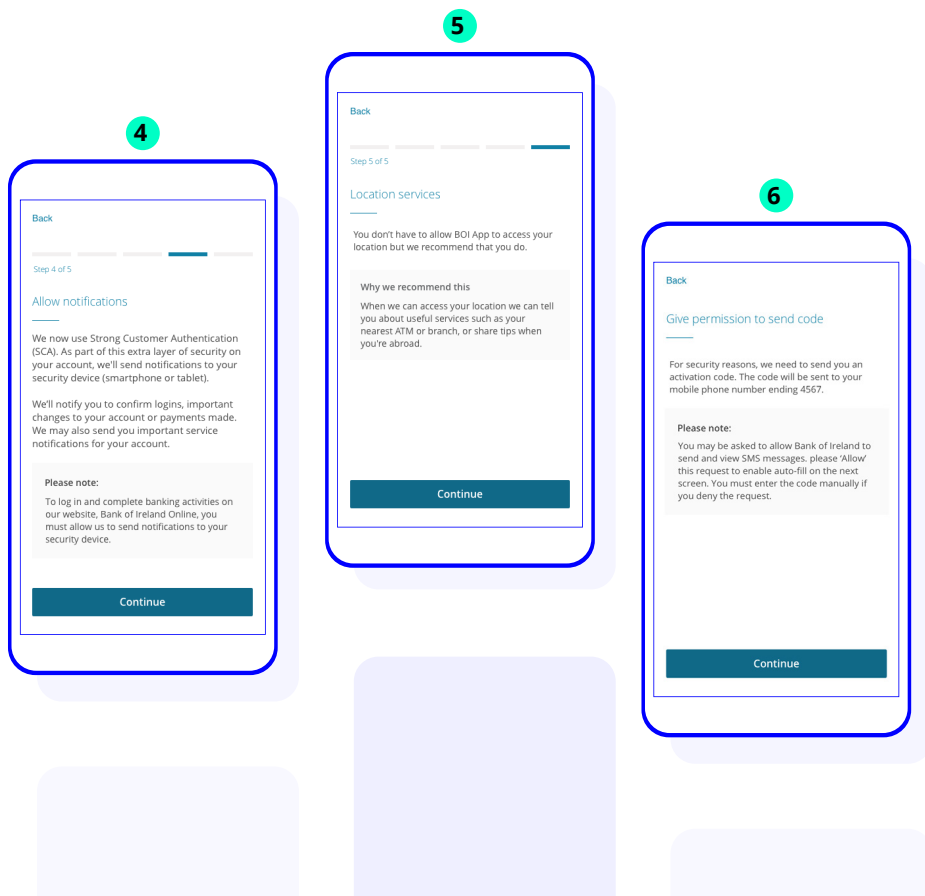 4
Back
Step 4 of 5
Allow notifications
We now use Strong Customer Authentication
(SCA). As part of this extra layer of security on
your account, we'll send notifications to your
security device (smartphone or tablet).
We'll notify you to confirm logins, important
changes to your account or payments made.
We may also send you important service
notifications for your account.
Please note:
To log in and complete banking activities on
our website, Bank of Ireland Online, you
must allow us to send notifications to your
security device.
Continue
5
Back
Step 5 of 5
Location services
You don't have to allow BOI App to access your
location but we recommend that you do.
Why we recommend this
When we can access your location we can tell
you about useful services such as your
nearest ATM or branch, or share tips when
you're abroad.
Continue
6
Back
Give permission to send code
For security reasons, we need to send you an
activation code. The code will be sent to your
mobile phone number ending 4567.
Please note:
You may be asked to allow Bank of Ireland to
send and view SMS messages. please ‘Allow’
this request to enable auto-fill on the next
screen. You must enter the code manually if
you deny the request.
Continue